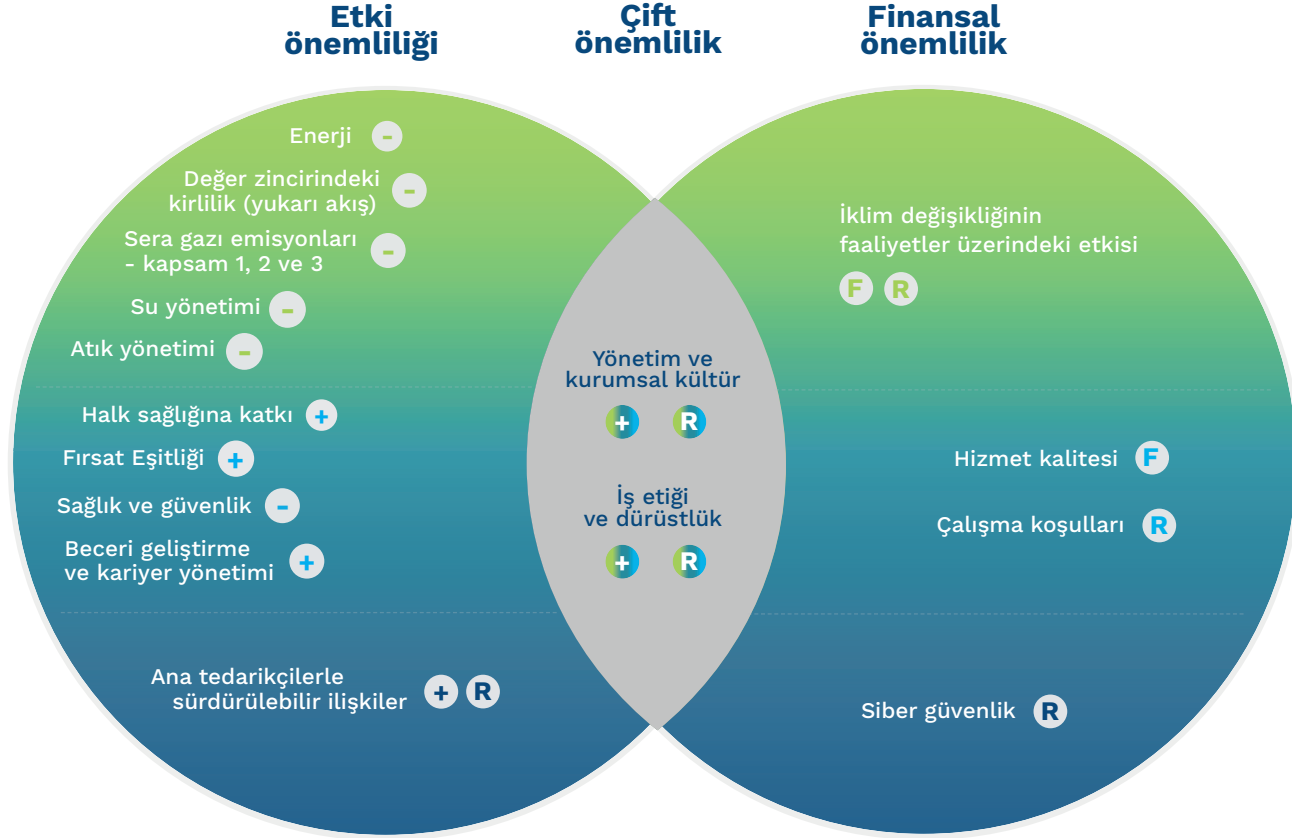 Etki
önemliliği
Çift
önemlilik
Finansal
önemlilik
Enerji -
Değer zincirindeki
kirlilik (yukarı akış) -
Sera gazı emisyonları
- kapsam 1, 2 ve 3 -
Su yönetimi -
Atık yönetimi -
Halk sağlığına katkı +
Fırsat Eşitliği +
Sağlık ve güvenlik -
Beceri geliştirme
ve kariyer yönetimi +
Ana tedarikçilerle
sürdürülebilir ilişkiler + R
Yönetim ve
kurumsal kültür
+ R
İş etiği
ve dürüstlük
+ R
İklim değişikliğinin
faaliyetler üzerindeki etkisi
F R
Hizmet kalitesi F
Çalışma koşulları R
Siber güvenlik R